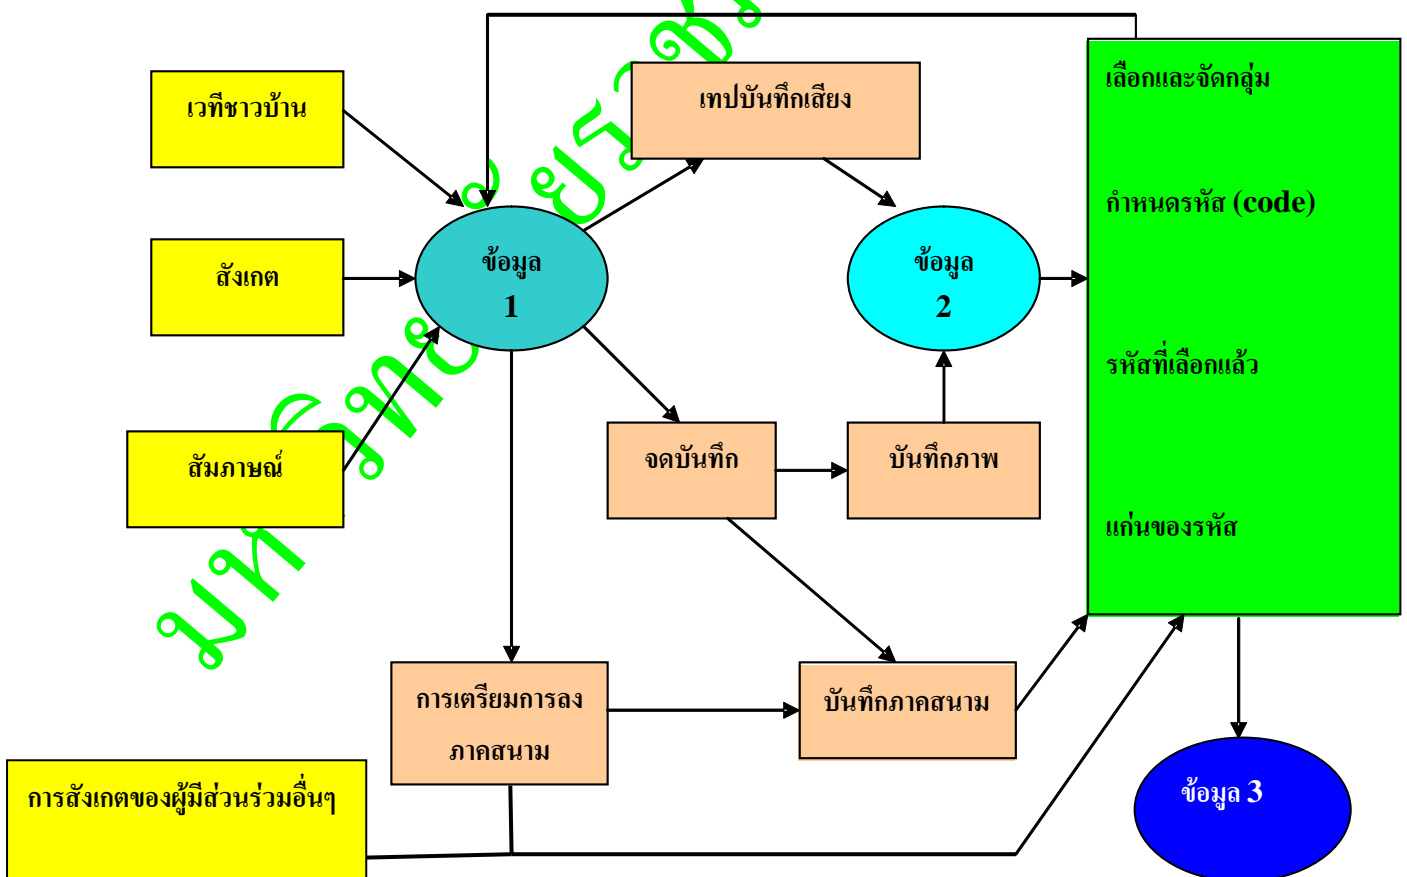 เวทีชาวบ้าน
เทปบันทึกเสียง
เลือกและจัดกลุ่ม
กำหนดรหัส (code)
สังเกต
ข้อมูล
1
ข้อมูล
2
รหัสที่เลือกแล้ว
สัมภาษณ์
จดบันทึก
บันทึกภาพ
แก่นของรหัส
การเตรียมการลง
ภาคสนาม
บันทึกภาคสนาม
การสังเกตของผู้มีส่วนร่วมอื่นๆ
ข้อมูล 3